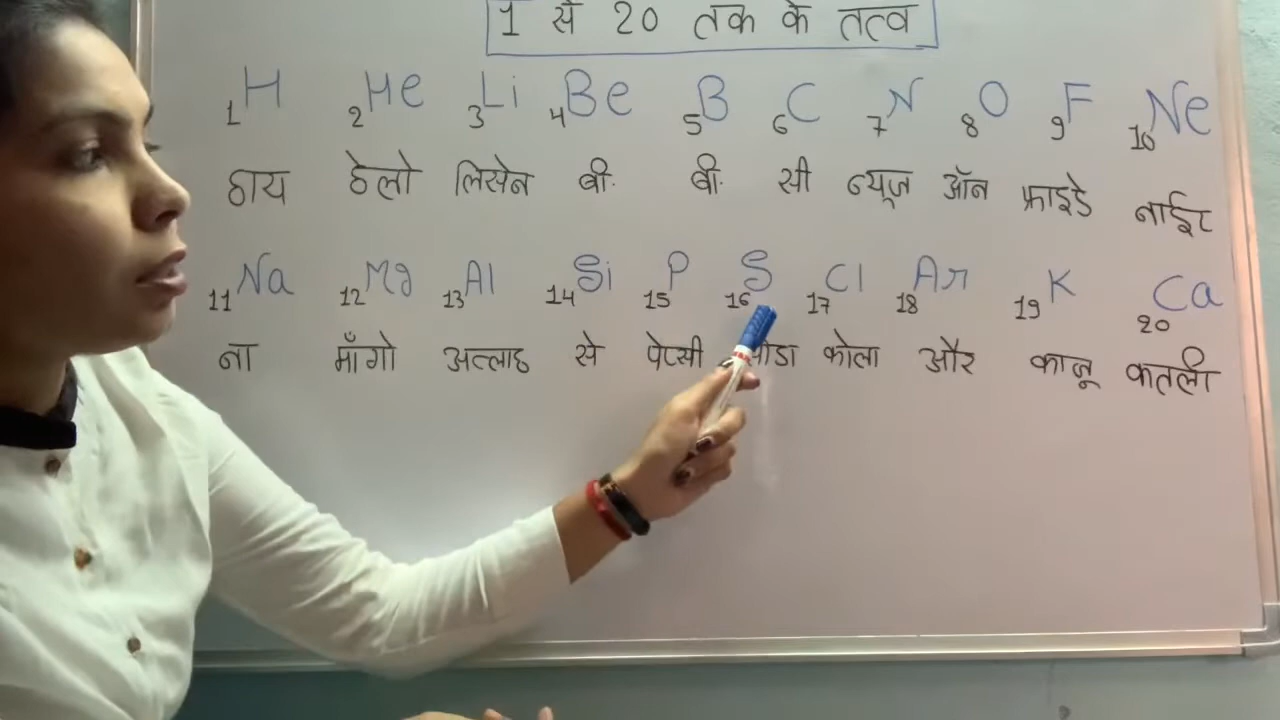 1 से 20 तक के तत्व
1H 2He 3Li 4Be 5B 6C 7N 8O 9F 10Ne
हाय हेलो लिसेन बी. बी. सी न्यूज ऑन फ्राइडे नाईट
11Na 12Mg 13Al 14Si 15P 16S 17Cl 18Ar 19K 20Ca
ना माँगो अल्लाह से पेप्सी कोला और काजू कतली